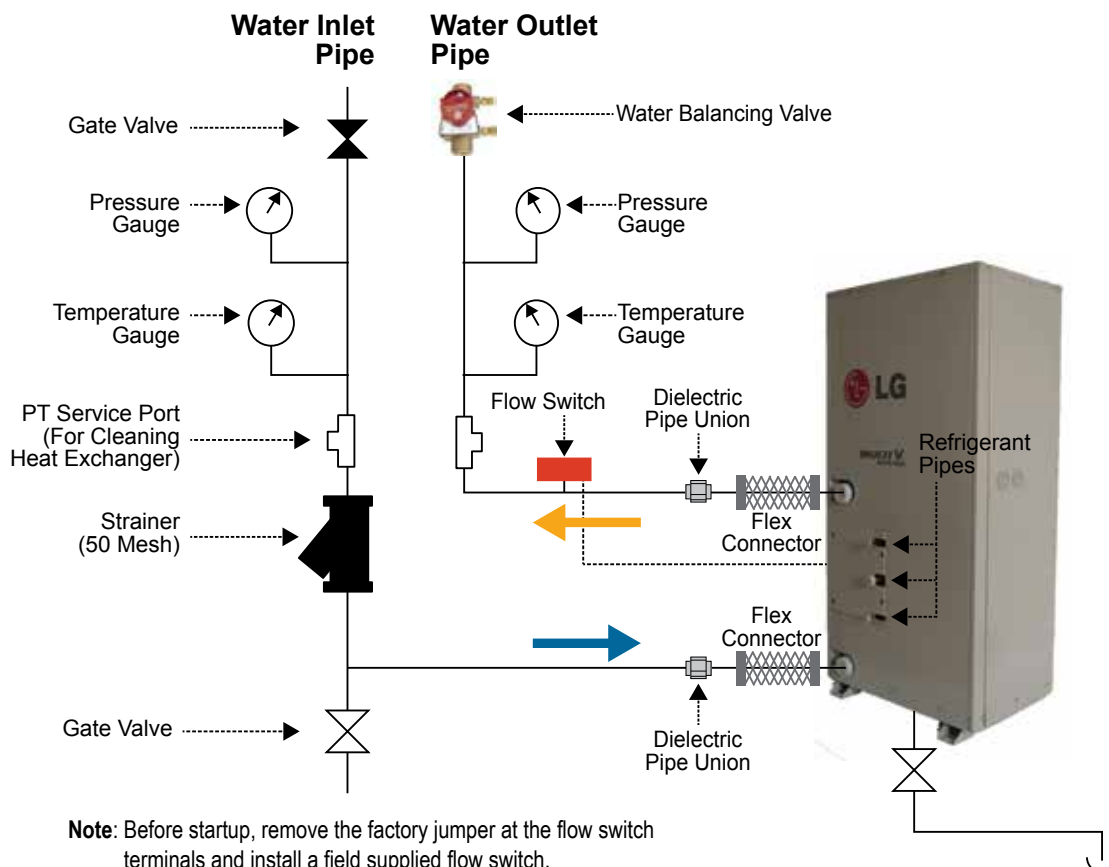 Water Inlet
Pipe
Water Outlet
Pipe
Gate Valve
Water Balancing Valve
Pressure
Gauge
Pressure
Gauge
Temperature
Gauge
Temperature
Gauge
PT Service Port
(For Cleaning
Heat Exchanger)
Flow Switch
Dielectric
Pipe Union
LG
Refrigerant
Pipes
Strainer
(50 Mesh)
Flex
Connector
Flex
Connector
Gate Valve
Dielectric
Pipe Union
Note: Before startup, remove the factory jumper at the flow switch
terminals and install a field supplied flow switch.